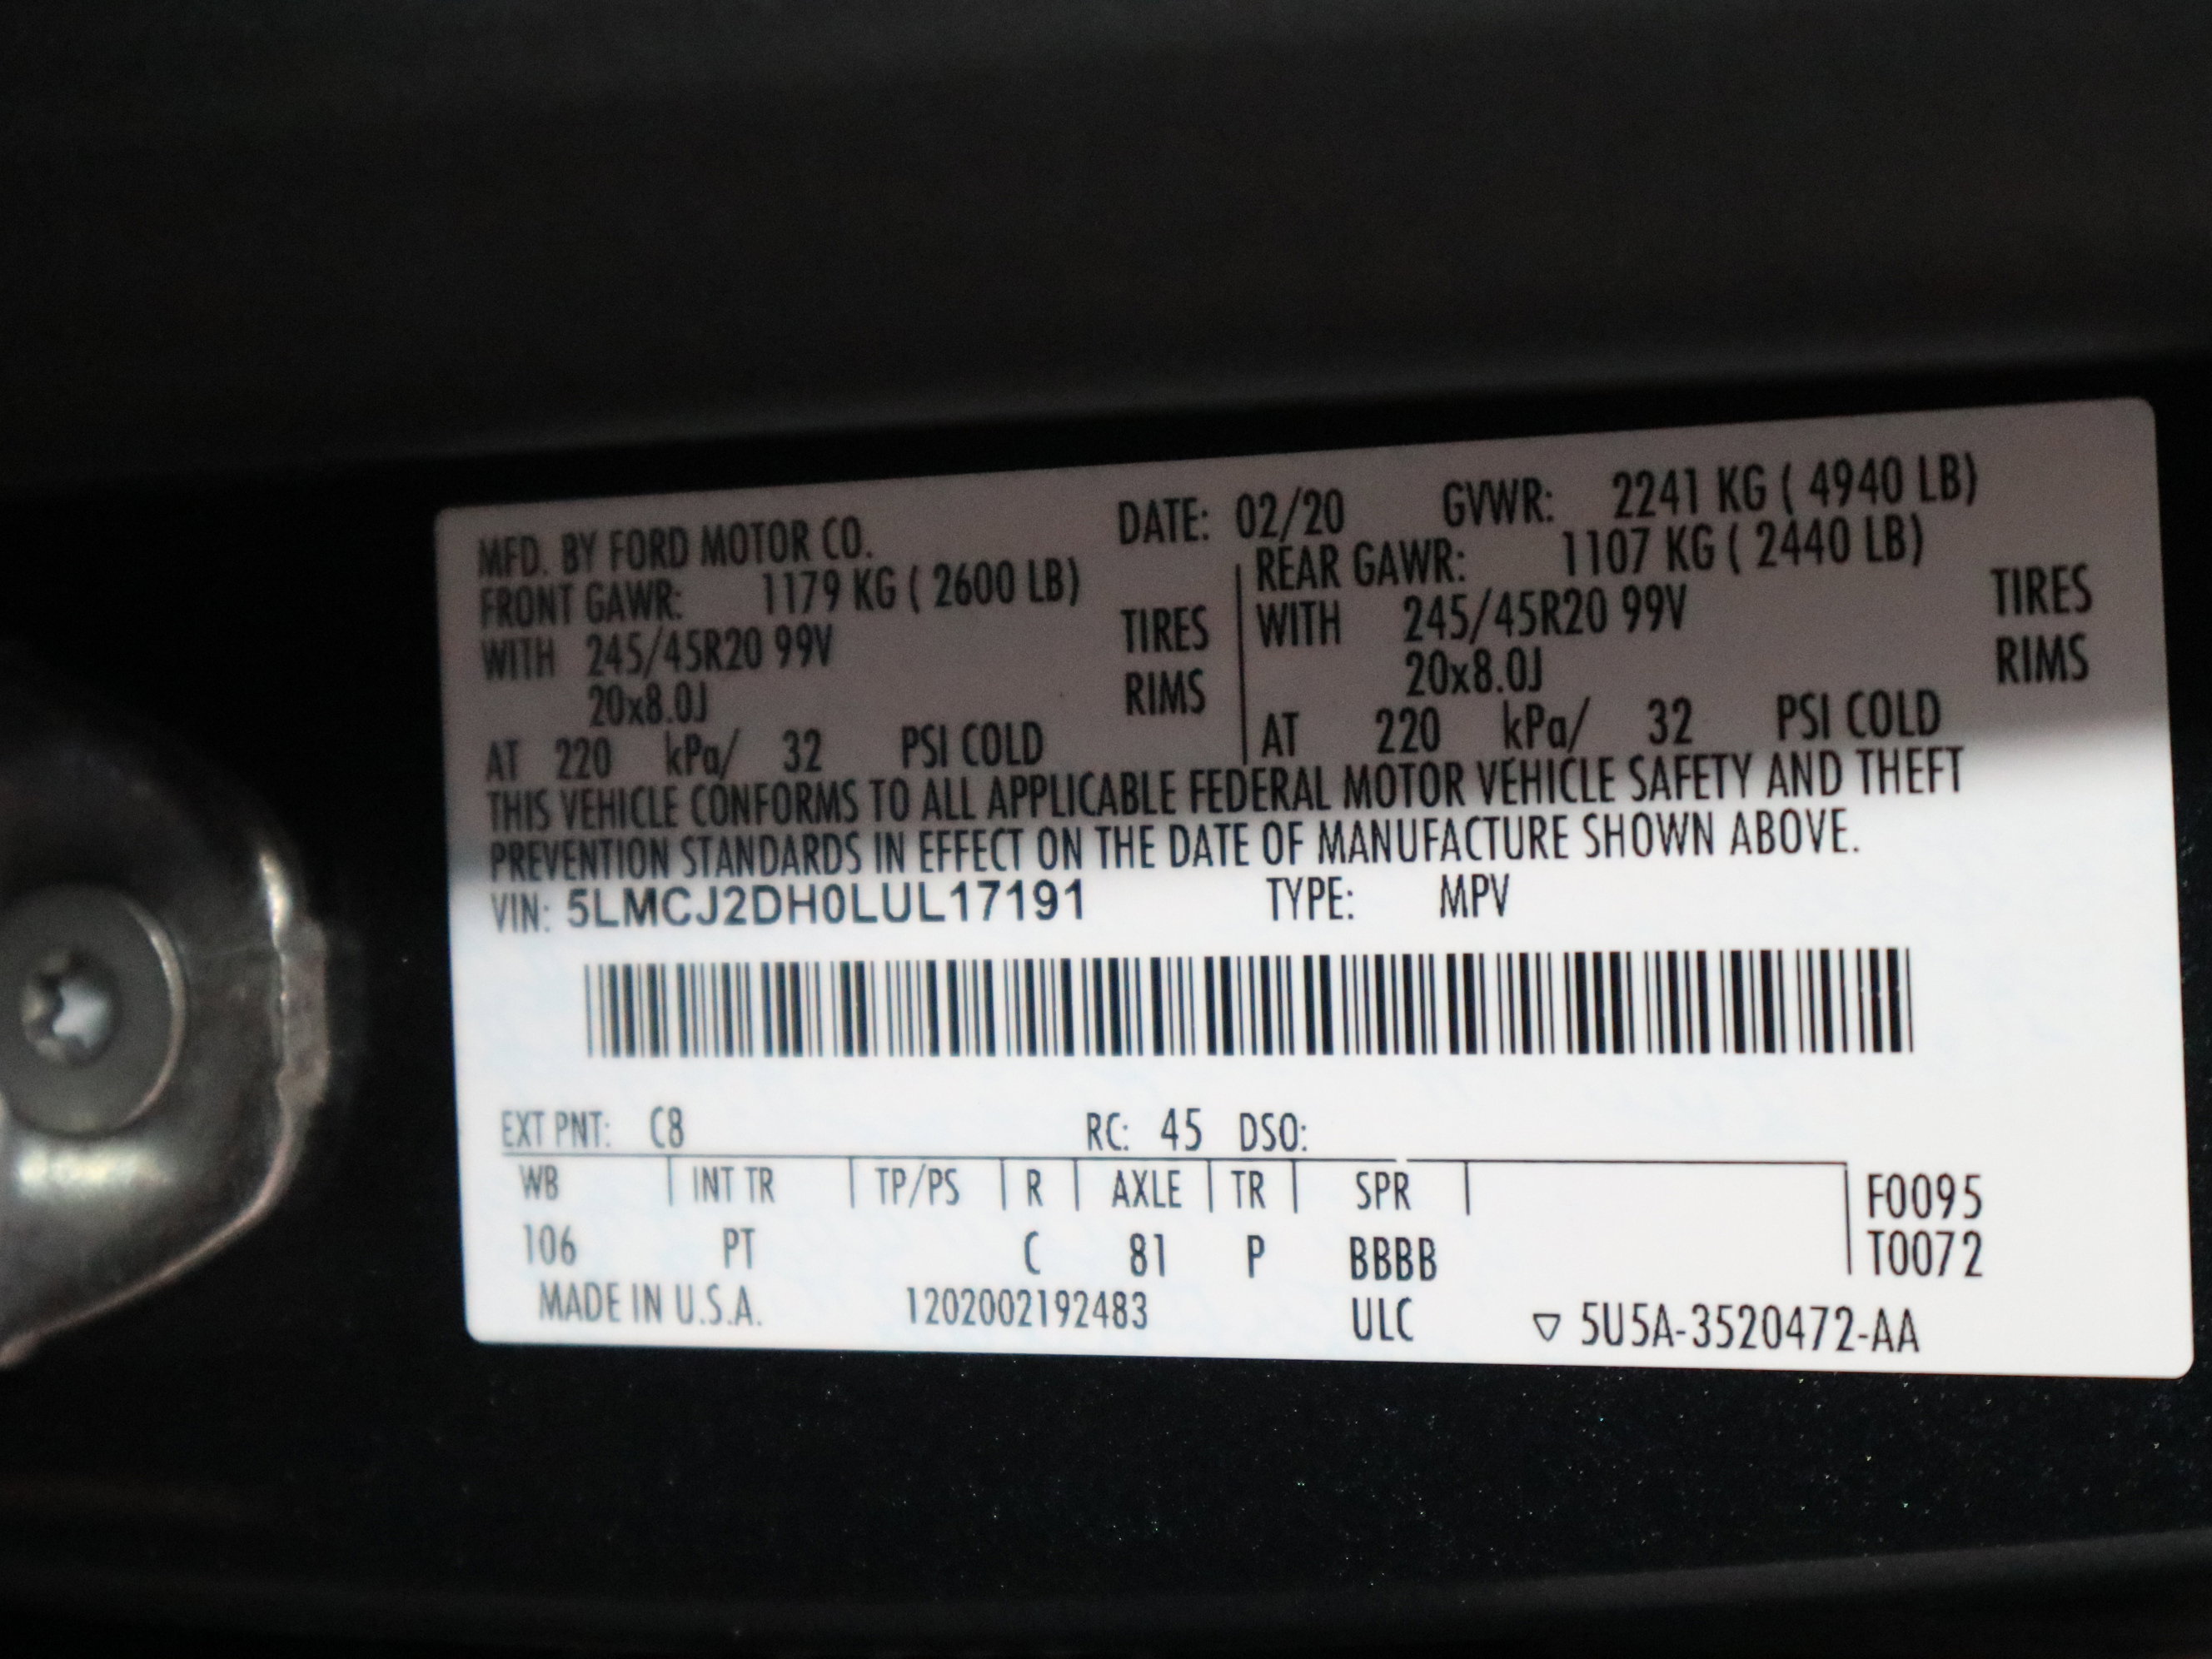 MFD. BY FORD MOTOR CO. DATE: 02/20 GVWR: 2241 KG ( 4940 LB)
FRONT GAWR: 1179 KG ( 2600 LB) REAR GAWR: 1107 KG ( 2440 LB)
WITH 245/45R20 99V TIRES WITH 245/45R20 99V TIRES
20x8.0J RIMS 20x8.0J RIMS
AT 220 kPa/ 32 PSI COLD AT 220 kPa/ 32 PSI COLD
THIS VEHICLE CONFORMS TO ALL APPLICABLE FEDERAL MOTOR VEHICLE SAFETY AND THEFT
PREVENTION STANDARDS IN EFFECT ON THE DATE OF MANUFACTURE SHOWN ABOVE.
VIN: 5LMCJ2DH0LUL17191 TYPE: MPV
EXT PNT: C8 RC: 45 DSO:
WB INT TR TP/PS R AXLE TR SPR F0095
106 PT C 81 P BBBB T0072
MADE IN U.S.A. 1202002192483 ULC ▽ 5U5A-3520472-AA